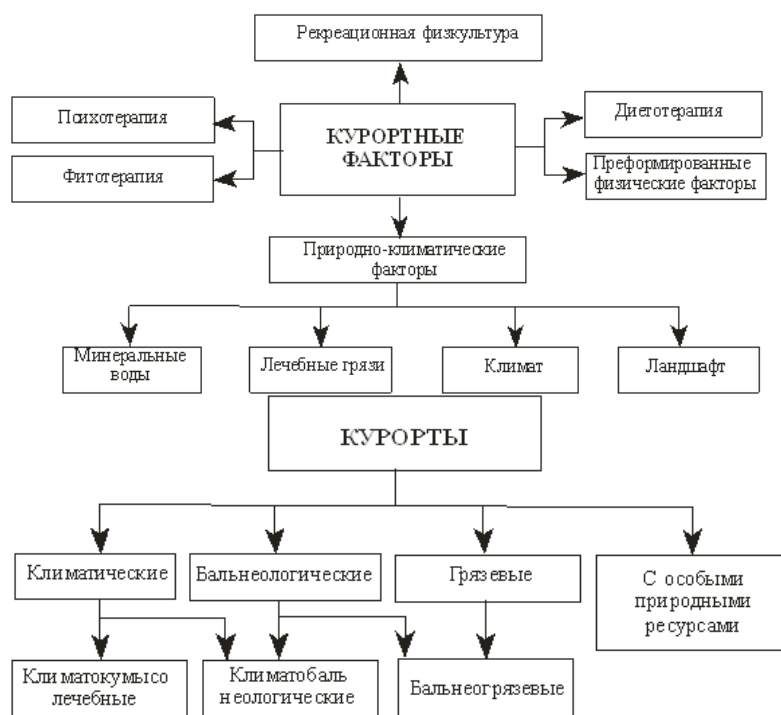 Рекреационная физкультура
Психотерапия
Диетотерапия
КУРОРТНЫЕ
ФАКТОРЫ
Фитотерапия
Преформированные
физические факторы
Природно-климатические
факторы
Минеральные
воды
Лечебные грязи
Климат
Ландшафт
КУРОРТЫ
Климатические
Бальнеологические
Грязевые
С особыми
природными
ресурсами
Климатокумысо
лечебные
Климатобаль
неологические
Бальнеогрязевые